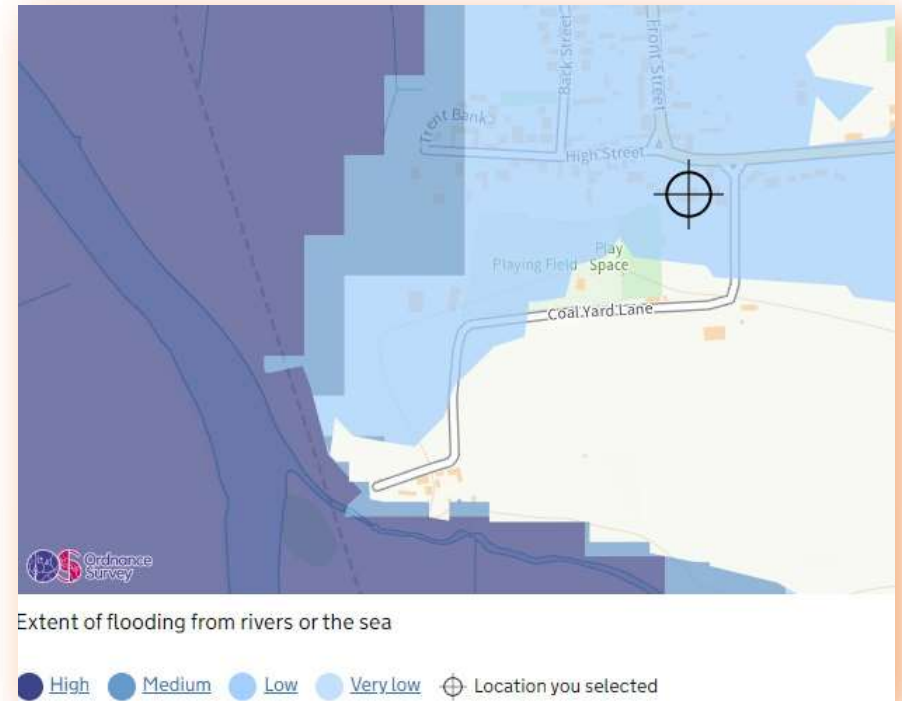 Back Street
Front Street
Trent Bank
High Street
Play
Playing Field Space
Coal Yard Lane
Ordnance
Survey
Extent of flooding from rivers or the sea
High Medium Low Very low Location you selected